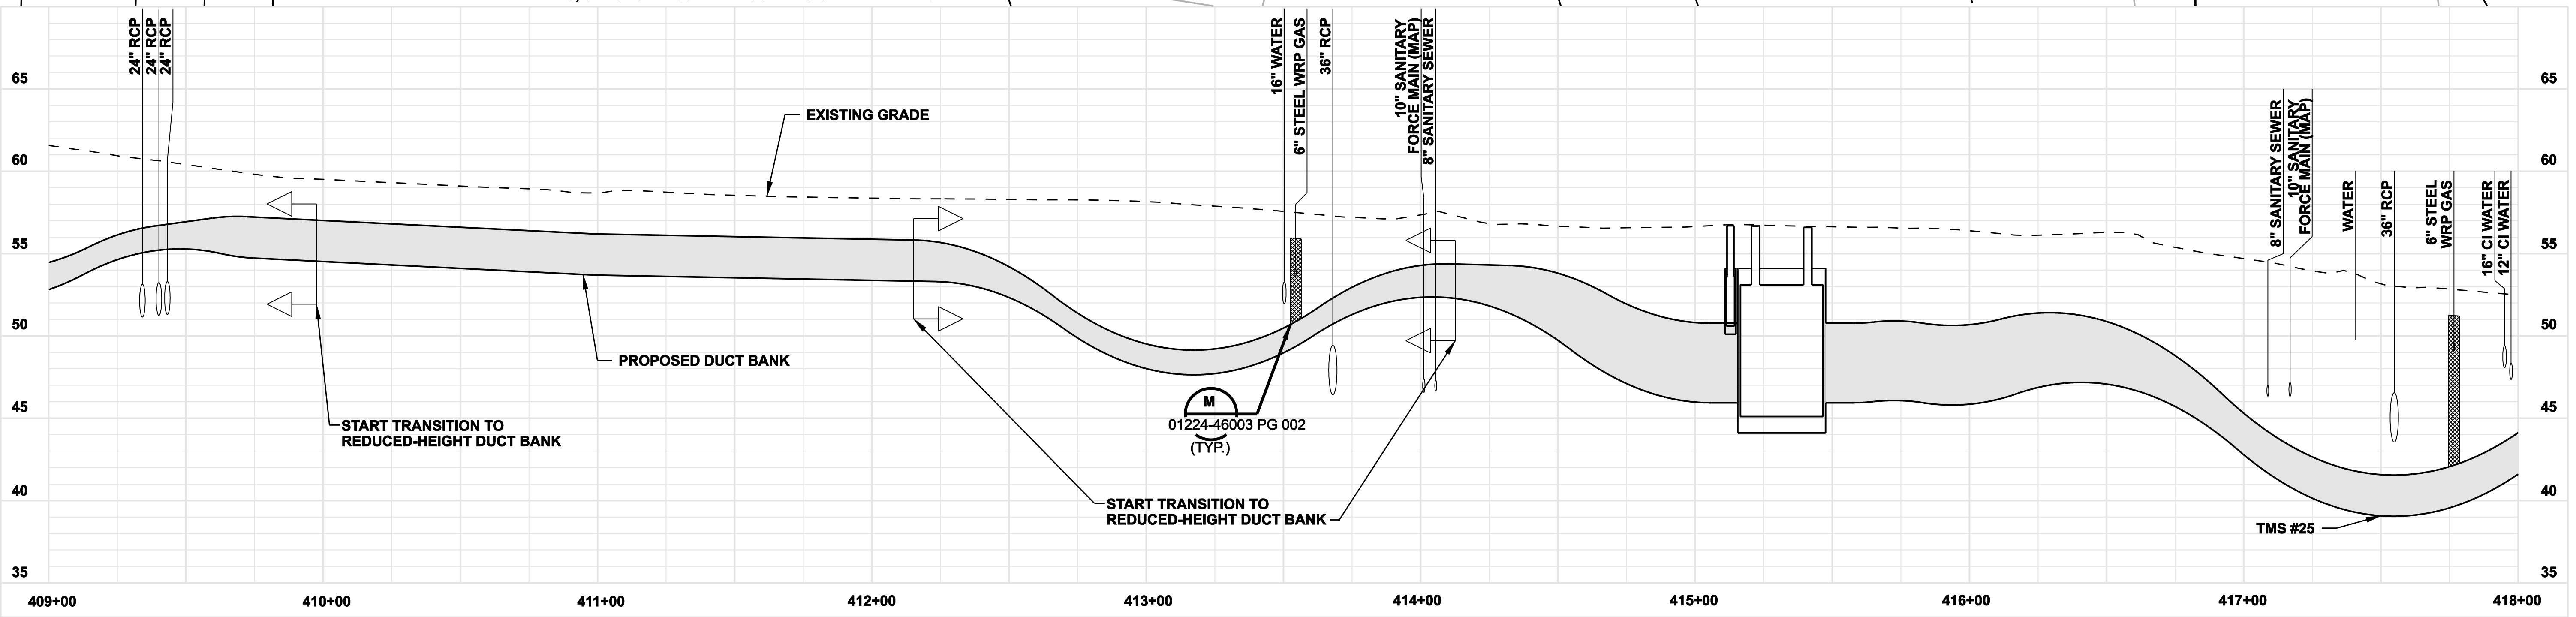 24" RCP
24" RCP
24" RCP
16" WATER
6" STEEL WRP GAS
36" RCP
10" SANITARY
FORCE MAIN (MAP)
8" SANITARY SEWER
8" SANITARY SEWER
10" SANITARY
FORCE MAIN (MAP)
WATER
36" RCP
6" STEEL
WRP GAS
16" CI WATER
12" CI WATER
65
60
55
50
45
40
35
65
60
55
50
45
40
35
EXISTING GRADE
PROPOSED DUCT BANK
START TRANSITION TO
REDUCED-HEIGHT DUCT BANK
M
01224-46003 PG 002
(TYP.)
START TRANSITION TO
REDUCED-HEIGHT DUCT BANK
TMS #25
409+00
410+00
411+00
412+00
413+00
414+00
415+00
416+00
417+00
418+00